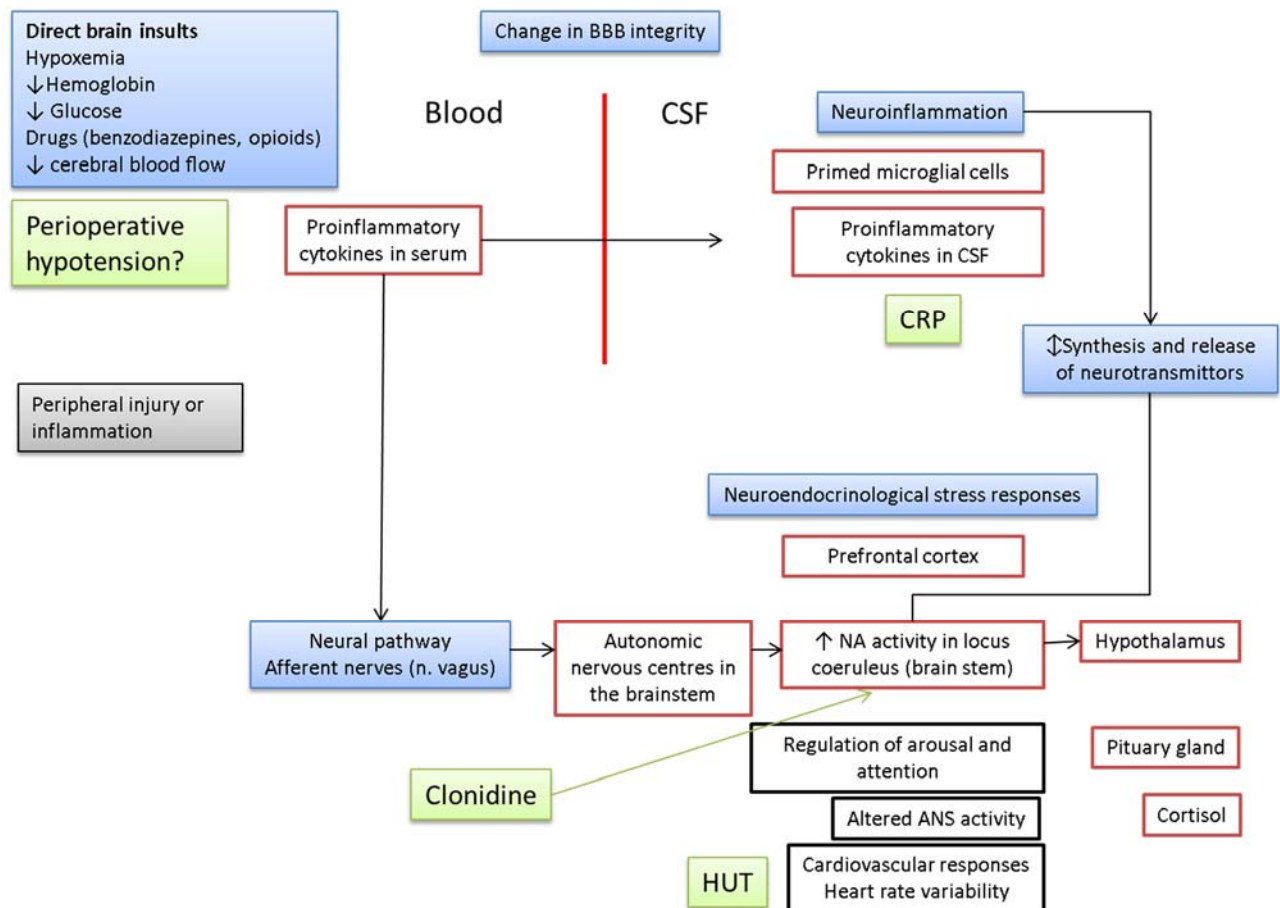 Direct brain insults
Hypoxemia
↓Hemoglobin
↓ Glucose
Drugs (benzodiazepines, opioids)
↓ cerebral blood flow
Change in BBB integrity
Blood
CSF
Neuroinflammation
Primed microglial cells
Perioperative
hypotension?
Proinflammatory
cytokines in serum
Proinflammatory
cytokines in CSF
CRP
↕Synthesis and release
of neurotransmittors
Peripheral injury or
inflammation
Neuroendocrinological stress responses
Prefrontal cortex
Neural pathway
Afferent nerves (n. vagus)
Autonomic
nervous centres in
the brainstem
↑ NA activity in locus
coeruleus (brain stem)
Hypothalamus
Regulation of arousal and
attention
Pituary gland
Clonidine
Altered ANS activity
Cortisol
HUT
Cardiovascular responses
Heart rate variability